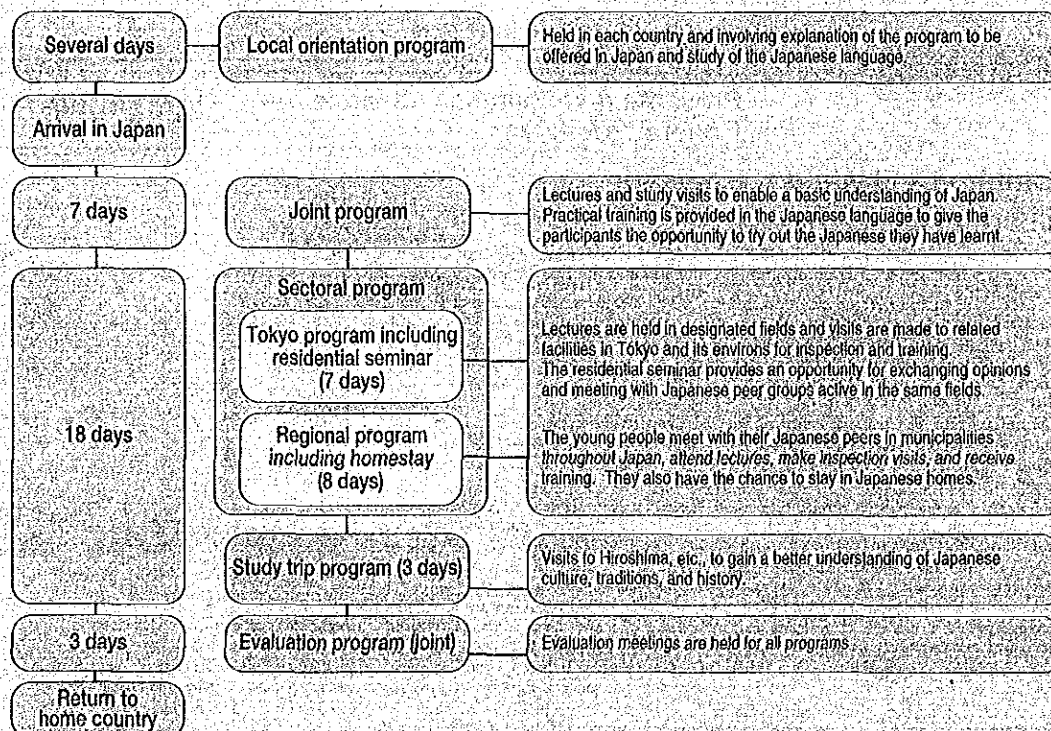 Several days
Local orientation program
Held in each country and involving explanation of the program to be
offered in Japan and study of the Japanese language.
Arrival in Japan
7 days
Joint program
Lectures and study visits to enable a basic understanding of Japan.
Practical training is provided in the Japanese language to give the
participants the opportunity to try out the Japanese they have learnt.
18 days
Sectoral program
Tokyo program including
residential seminar
(7 days)
Lectures are held in designated fields and visits are made to related
facilities in Tokyo and its environs for inspection and training.
The residential seminar provides an opportunity for exchanging opinions
and meeting with Japanese peer groups active in the same fields.
Regional program
including homestay
(8 days)
The young people meet with their Japanese peers in municipalities
throughout Japan, attend lectures, make inspection visits, and receive
training. They also have the chance to stay in Japanese homes.
Study trip program (3 days)
Visits to Hiroshima, etc., to gain a better understanding of Japanese
culture, traditions, and history.
3 days
Evaluation program (joint)
Evaluation meetings are held for all programs
Return to
home country